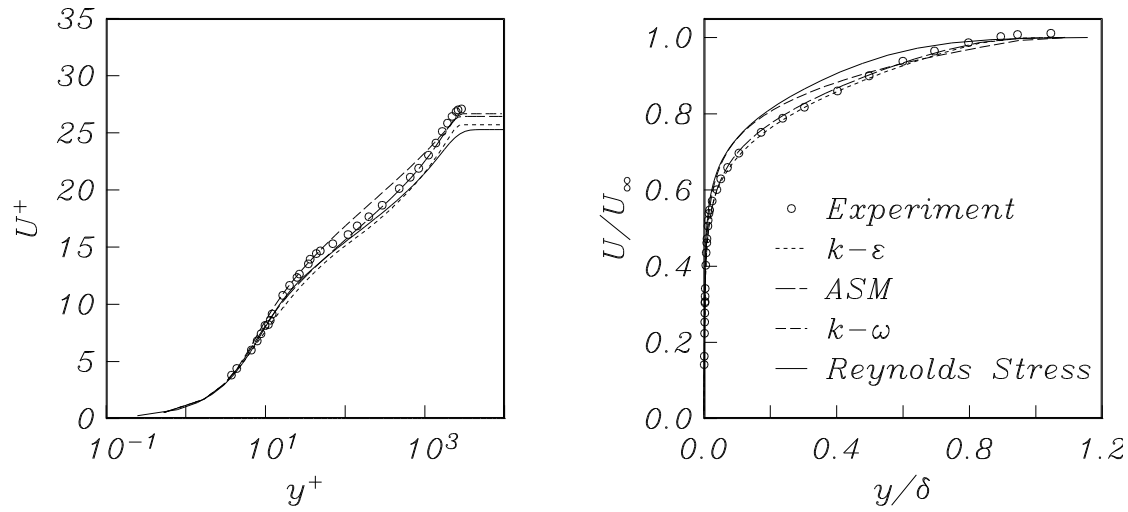 35
30
25
20
15
10
5
0
U⁺
10⁻¹ 10¹ 10³
y⁺
1.0
0.8
0.6
0.4
0.2
0.0
U/U∞
Experiment
k−ε
ASM
k−ω
Reynolds Stress
0.0 0.4 0.8 1.2
y/δ